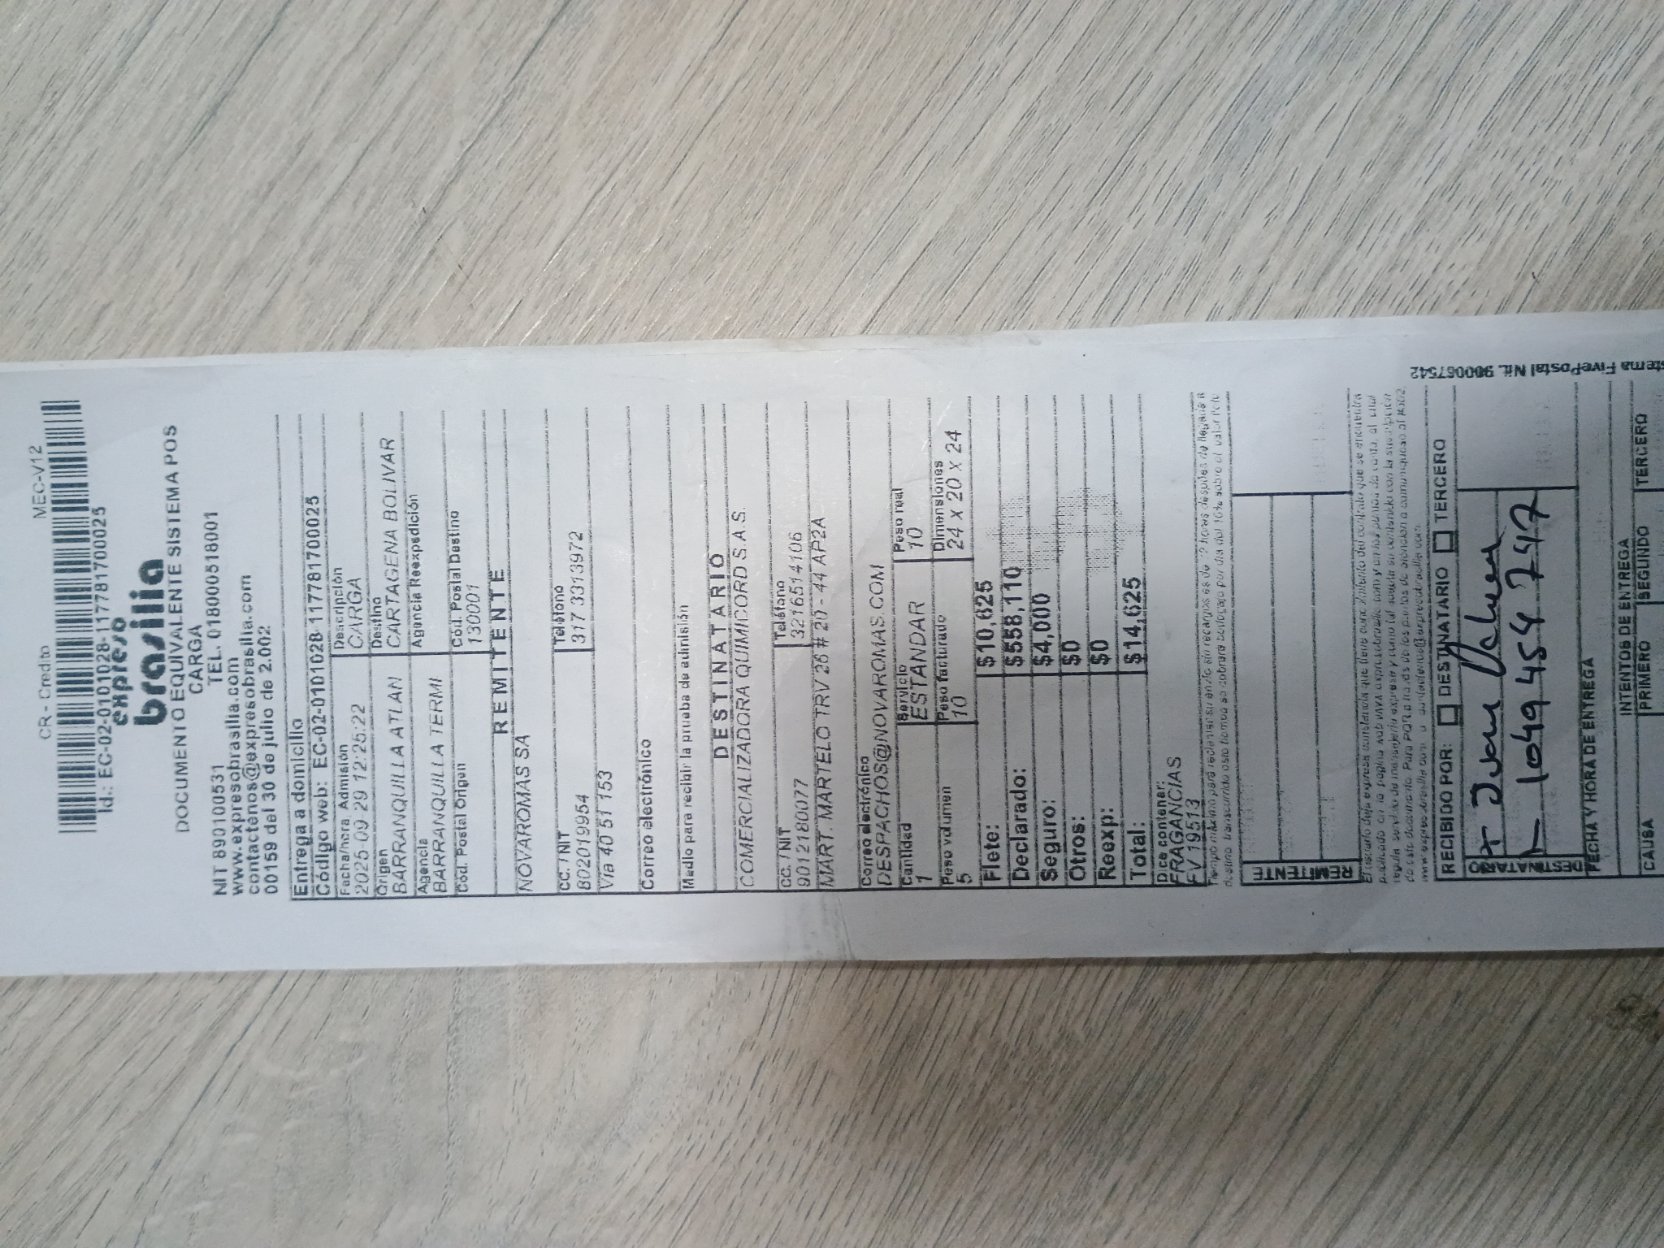 CR - Credito MEC-V12
Id.: EC-02-0101028-117781700025
expreso
brasilia
DOCUMENTO EQUIVALENTE SISTEMA POS
CARGA
NIT 890100531 TEL. 018000518001
www.expresobrasilia.com
contactenos@expresobrasilia.com
00159 del 30 de julio de 2.002
Entrega a domicilio
Código web: EC-02-0101028-117781700025
Fecha/hora Admisión Descripción
2025-09-29 12:25:22 CARGA
Origen Destino
BARRANQUILLA ATLAN CARTAGENA BOLIVAR
Agencia Agencia Reexpedición
BARRANQUILLA TERMI
Cód. Postal Origen Cód. Postal Destino
130001
REMITENTE
NOVAROMAS SA
CC. / NIT Teléfono
802019954 317 3313972
Vía 40 51 153
Correo electrónico
Medio para recibir la prueba de admisión
DESTINATARIO
COMERCIALIZADORA QUIMICORD S A S
CC. / NIT Teléfono
9012180077 3216514106
MART. MARTELO TRV 26 # 20 - 44 AP2A
Correo electrónico
DESPACHOS@NOVAROMAS.COM
Cantidad Servicio Peso real
1 ESTANDAR 10
Peso volumen Peso facturado Dimensiones
5 10 24 x 20 x 24
Flete: $10,625
Declarado: $558,110
Seguro: $4,000
Otros: $0
Reexp: $0
Total: $14,625
Dice contener:
FRAGANCIAS
FV 19513
REMITENTE
RECIBIDO POR: DESTINATARIO TERCERO
DESTINATARIO
1049 454 747
FECHA Y HORA DE ENTREGA
INTENTOS DE ENTREGA
CAUSA PRIMERO SEGUNDO TERCERO
FivePostal Nit. 900067542